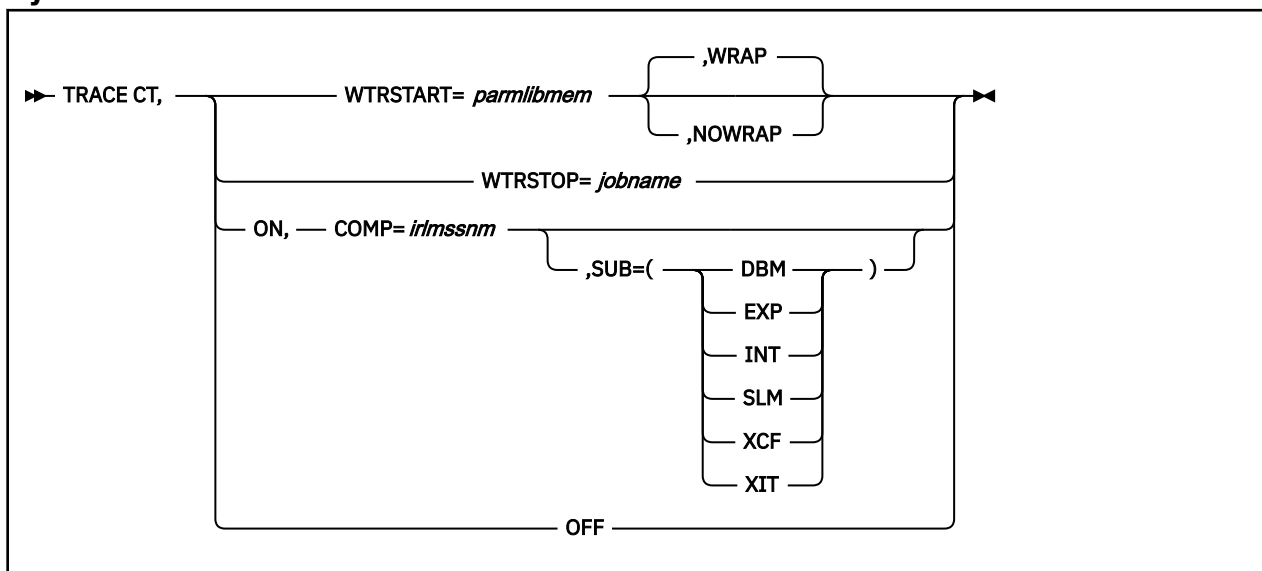 ,WRAP
TRACE CT, WTRSTART= parmlibmem
,NOWRAP
WTRSTOP= jobname
ON, COMP= irlmssnm
,SUB=( DBM )
EXP
INT
SLM
XCF
XIT
OFF